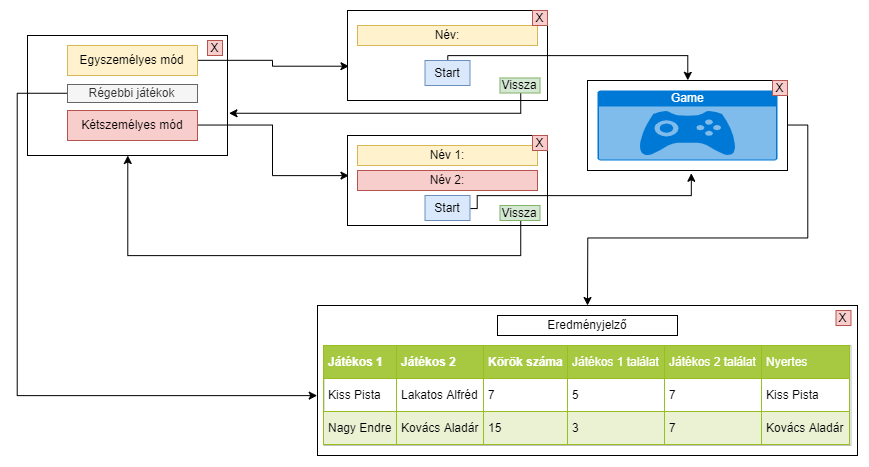 X
Egyszemélyes mód
Régebbi játékok
Kétszemélyes mód
X
Név:
Start
Vissza
X
Név 1:
Név 2:
Start
Vissza
X
Game
X
Eredményjelző
Játékos 1 Játékos 2 Körök száma Játékos 1 találat Játékos 2 találat Nyertes
Kiss Pista Lakatos Alfréd 7 5 7 Kiss Pista
Nagy Endre Kovács Aladár 15 3 7 Kovács Aladár